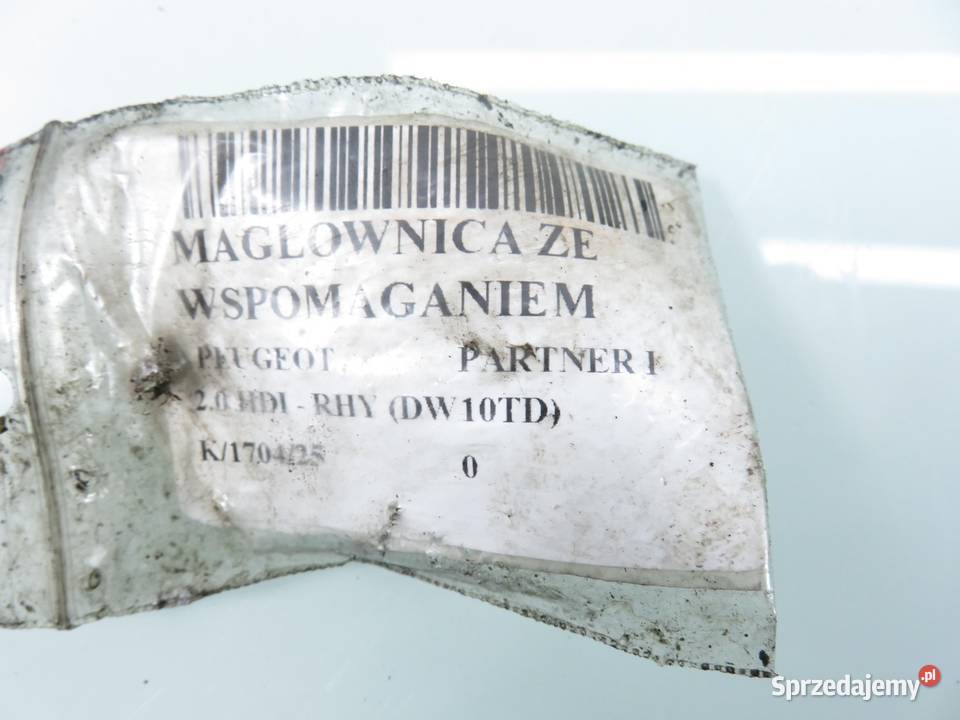 MAGLOWNICA ZE
WSPOMAGANIEM
PEUGEOT PARTNER I
2.0 HDI - RHY (DW10TD)
K/1704/25 0
Sprzedajemy.pl